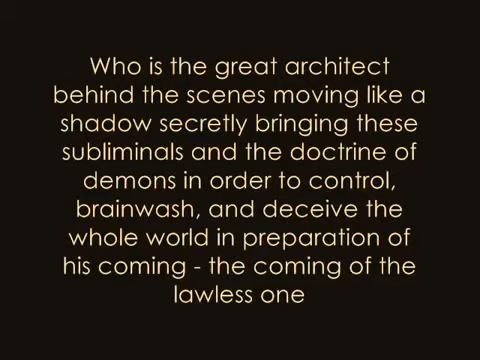 Who is the great architect
behind the scenes moving like a
shadow secretly bringing these
subliminals and the doctrine of
demons in order to control,
brainwash, and deceive the
whole world in preparation of
his coming - the coming of the
lawless one